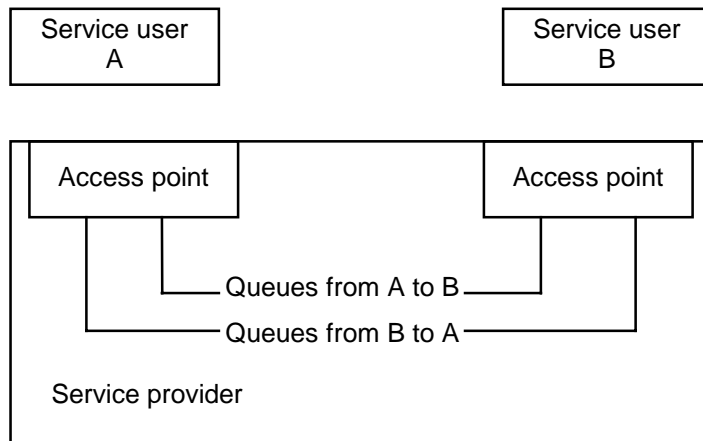 Service user
A
Service user
B
Access point
Access point
Queues from A to B
Queues from B to A
Service provider